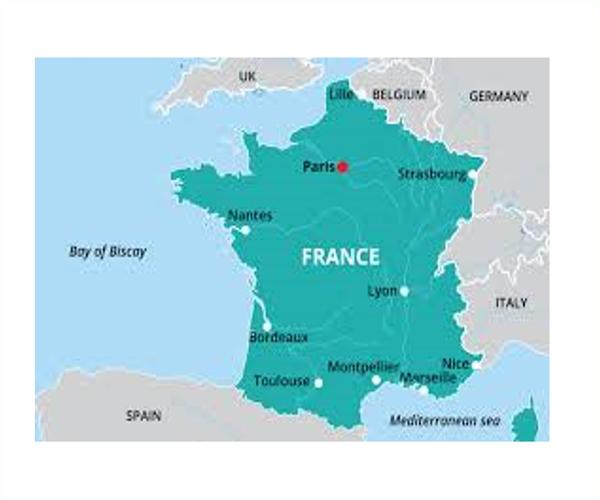 UK
Lille
BELGIUM
GERMANY
Paris
Strasbourg
Nantes
Bay of Biscay
FRANCE
Lyon
ITALY
Bordeaux
Nice
Montpellier
Marseille
Toulouse
SPAIN
Mediterranean sea